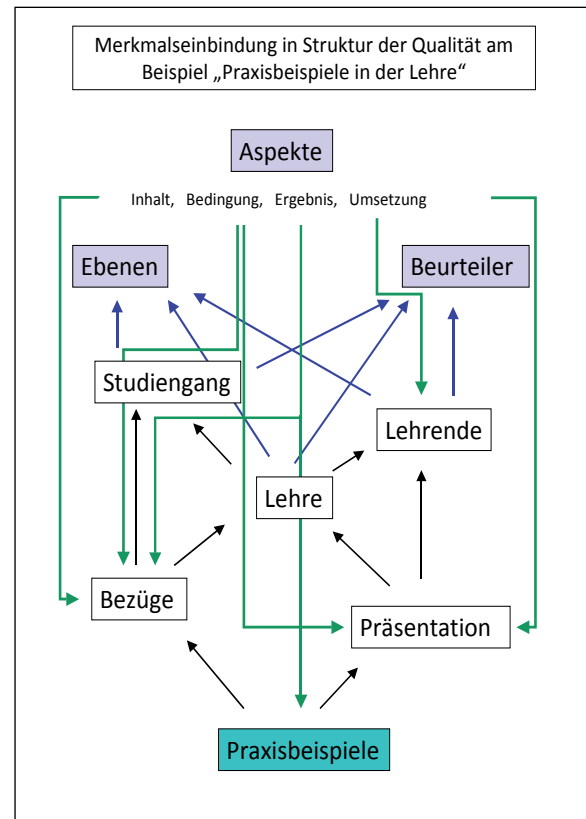 Merkmalseinbindung in Struktur der Qualität am
Beispiel „Praxisbeispiele in der Lehre“
Aspekte
Inhalt, Bedingung, Ergebnis, Umsetzung
Ebenen
Beurteiler
Studiengang
Lehrende
Lehre
Bezüge
Präsentation
Praxisbeispiele